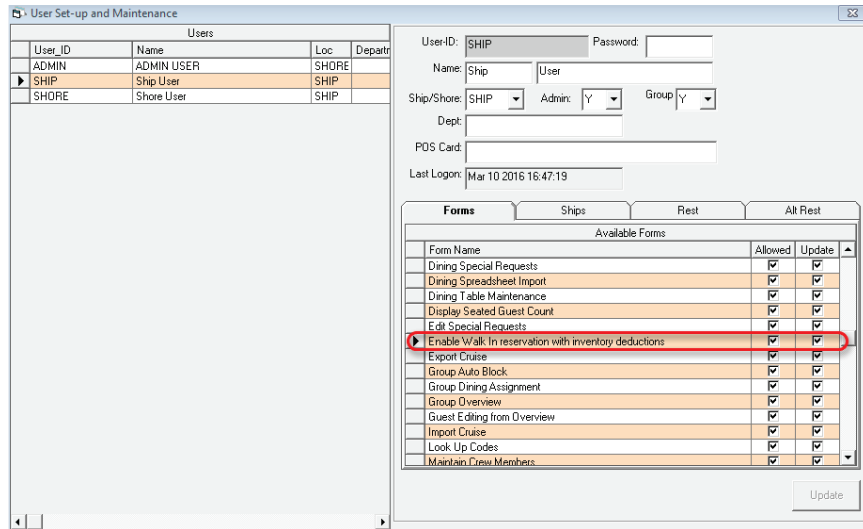 User Set-up and Maintenance
Users
User_ID Name Loc Departr
ADMIN ADMIN USER SHORE
SHIP Ship User SHIP
SHORE Shore User SHIP
User-ID: SHIP Password:
Name: Ship User
Ship/Shore: SHIP Admin: Y Group Y
Dept:
POS Card:
Last Logon: Mar 10 2016 16:47:19
Forms Ships Rest Alt Rest
Available Forms
Form Name Allowed Update
Dining Special Requests
Dining Spreadsheet Import
Dining Table Maintenance
Display Seated Guest Count
Edit Special Requests
Enable Walk In reservation with inventory deductions
Export Cruise
Group Auto Block
Group Dining Assignment
Group Overview
Guest Editing from Overview
Import Cruise
Look Up Codes
Maintain Crew Members
Update